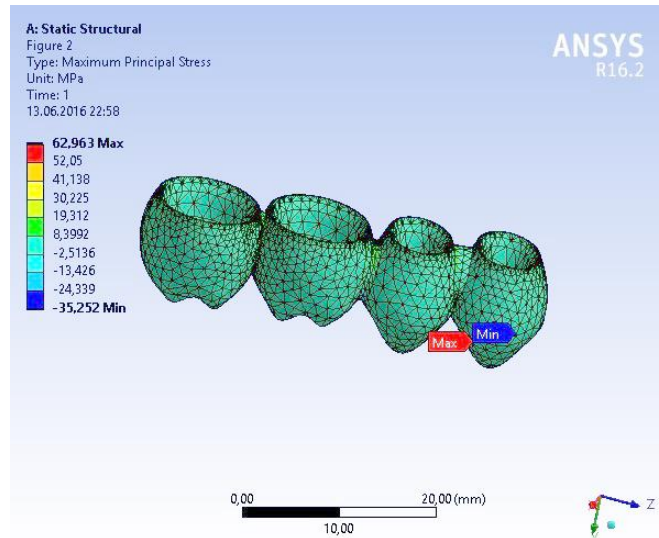 A: Static Structural
Figure 2
Type: Maximum Principal Stress
Unit: MPa
Time: 1
13.06.2016 22:58
ANSYS
R16.2
62,963 Max
52,05
41,138
30,225
19,312
8,3992
-2,5136
-13,426
-24,339
-35,252 Min
Max
Min
0,00
20,00 (mm)
10,00
Z